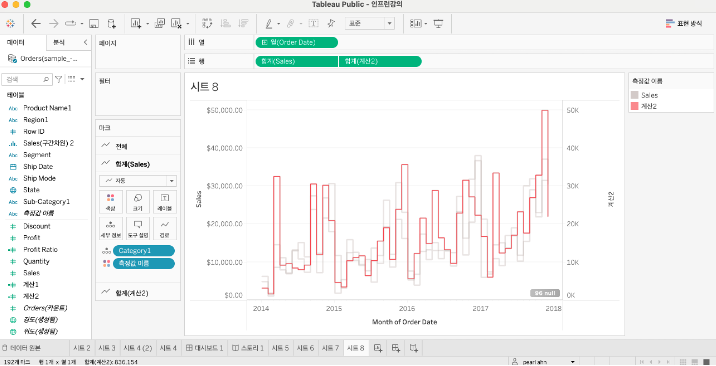 Tableau Public - 인프런강의
표준
표현 방식
데이터
분석
Orders(sample_-...
검색
테이블
Abc Product Name1
Abc Region1
Row ID
Sales(구간차원) 2
Abc Segment
Ship Date
Abc Ship Mode
State
Abc Sub-Category1
Abc 측정값 이름
Discount
Profit
Profit Ratio
Quantity
Sales
계산1
계산2
Orders(카운트)
경도(생성됨)
위도(생성됨)
페이지
필터
마크
전체
합계(Sales)
자동
색상
크기
레이블
세부 정보
도구 설명
경로
Category1
측정값 이름
합계(계산2)
열
월(Order Date)
행
합계(Sales)
합계(계산2)
시트 8
$50,000.00
$40,000.00
$30,000.00
$20,000.00
$10,000.00
$0.00
Sales
50K
40K
30K
20K
10K
0K
계산2
96 null
2014
2015
2016
2017
2018
Month of Order Date
측정값 이름
Sales
계산2
데이터 원본
시트 2
시트 3
시트 4 (2)
시트 4
대시보드 1
스토리 1
시트 5
시트 6
시트 7
시트 8
192개 마크
행 1개 x 열 1개
합계(계산2): 836,154
pearl ahn